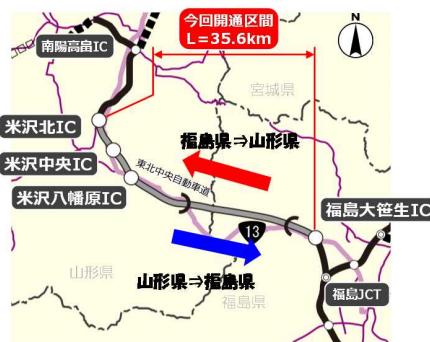 今回開通区間
L=35.6km
N
南陽高畠IC
宮城県
米沢北IC
福島県⇒山形県
米沢中央IC
東北中央自動車道
米沢八幡原IC
福島大笹生IC
13
山形県
山形県⇒福島県
福島県
福島JCT